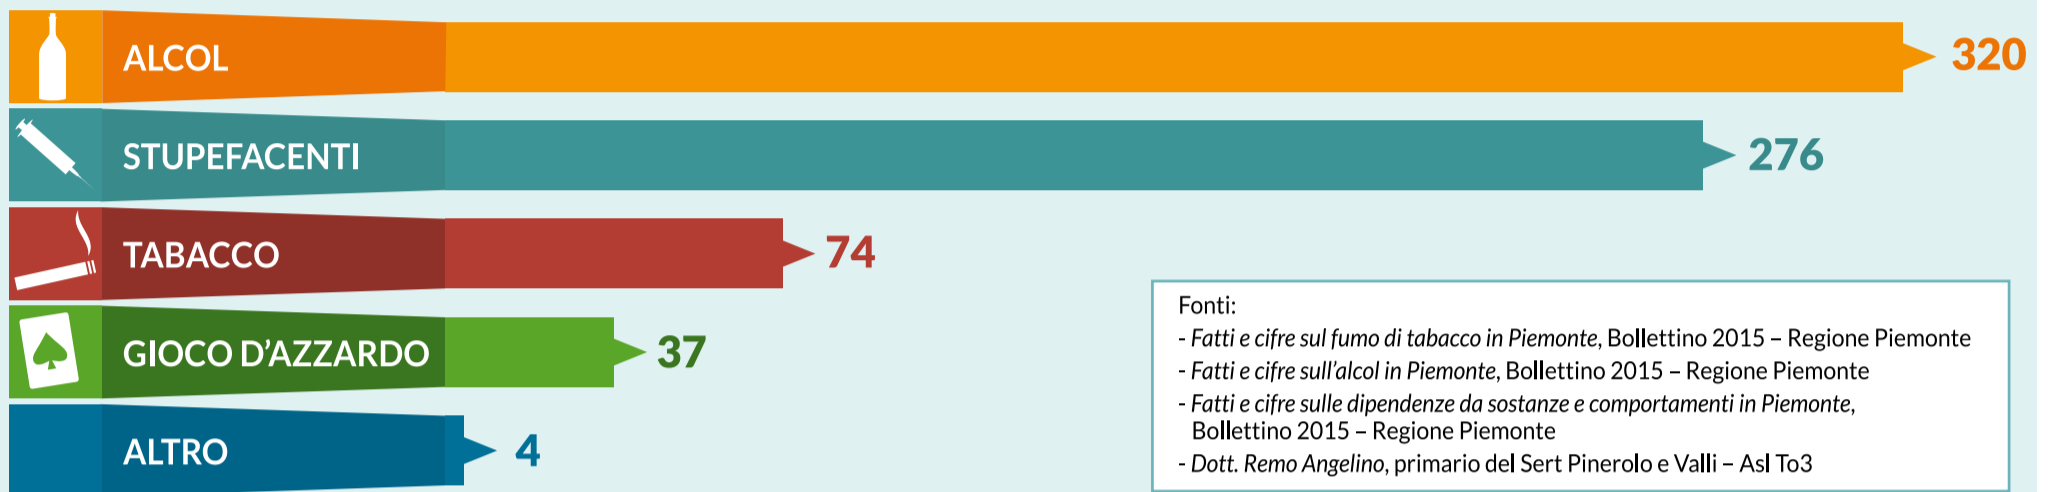 ALCOL
320
STUPEFACENTI
276
TABACCO
74
GIOCO D’AZZARDO
37
ALTRO
4
Fonti:
- Fatti e cifre sul fumo di tabacco in Piemonte, Bollettino 2015 – Regione Piemonte
- Fatti e cifre sull’alcol in Piemonte, Bollettino 2015 – Regione Piemonte
- Fatti e cifre sulle dipendenze da sostanze e comportamenti in Piemonte,
Bollettino 2015 – Regione Piemonte
- Dott. Remo Angelino, primario del Sert Pinerolo e Valli – Asl To3